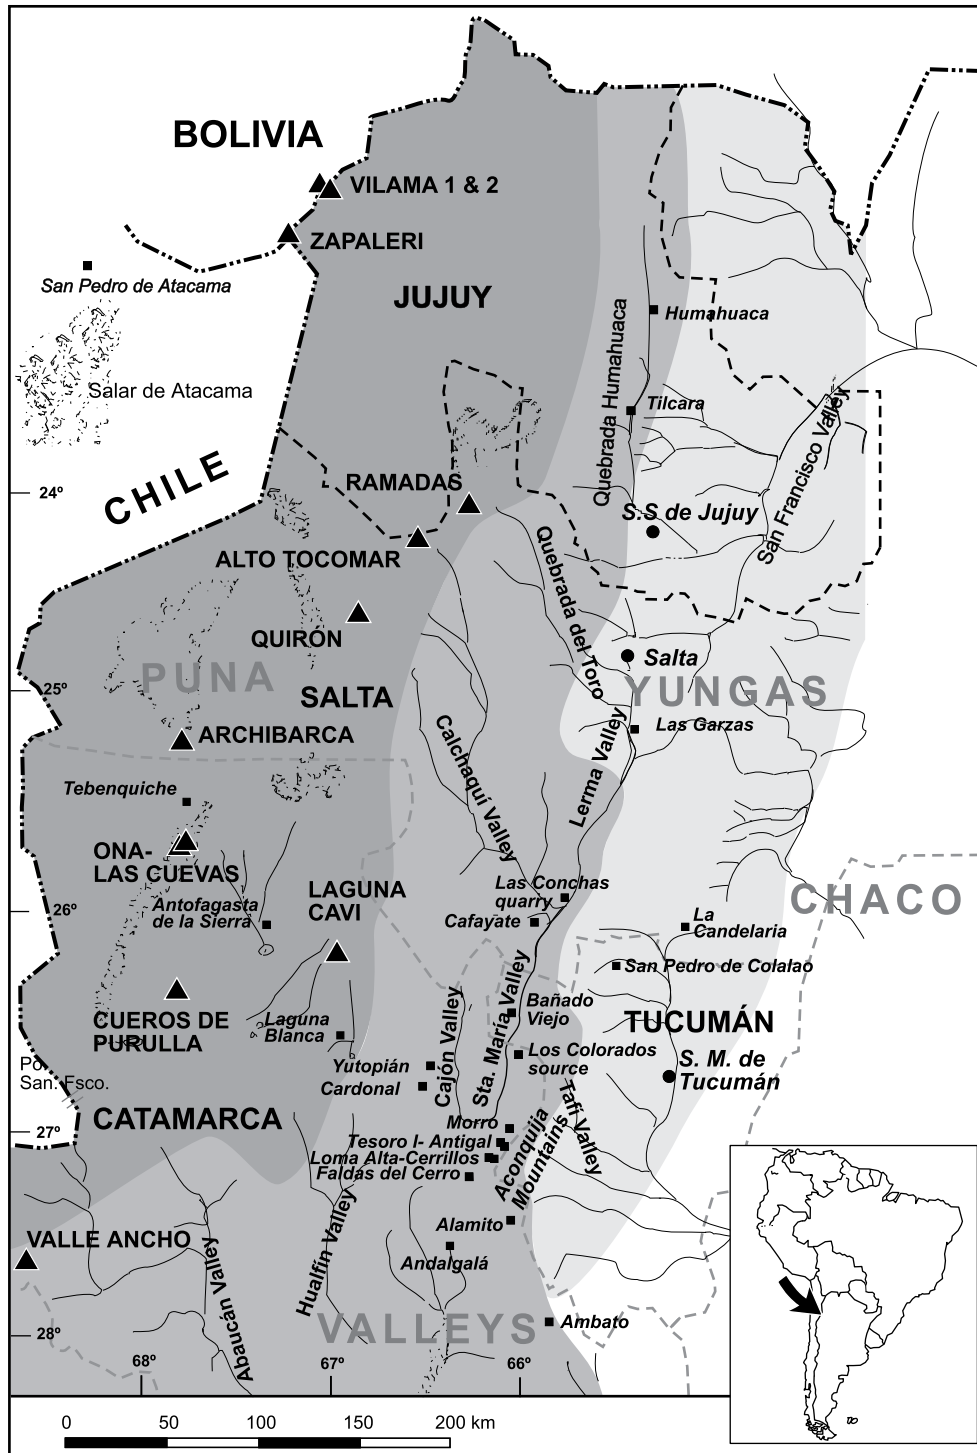 BOLIVIA
VILAMA 1 & 2
ZAPALERI
San Pedro de Atacama
JUJUY
Humahuaca
Quebrada Humahuaca
Salar de Atacama
Tilcara
San Francisco Valley
CHILE
24º
RAMADAS
S.S de Jujuy
ALTO TOCOMAR
Quebrada del Toro
QUIRÓN
Salta
PUNA
25º
SALTA
YUNGAS
ARCHIBARCA
Las Garzas
Calchaquí Valley
Lerma Valley
Tebenquiche
ONA-
LAS CUEVAS
LAGUNA
CAVI
Las Conchas
quarry
CHACO
Antofagasta
de la Sierra
26º
Cafayate
La
Candelaria
San Pedro de Colalao
CUEROS DE
PURULLA
Laguna
Blanca
Cajón Valley
Sta. María Valley
Bañado
Viejo
TUCUMÁN
Los Colorados
source
S. M. de
Tucumán
San. Fsco.
Yutopián
Cardonal
CATAMARCA
27º
Morro
Tesoro I- Antigal
Loma Alta-Cerrillos
Faldas del Cerro
Aconquija
Mountains
Tafí Valley
VALLE ANCHO
Alamito
Andalgalá
Abaucán Valley
Hualfín Valley
VALLEYS
Ambato
28º
68º
67º
66º
0
50
100
150
200 km